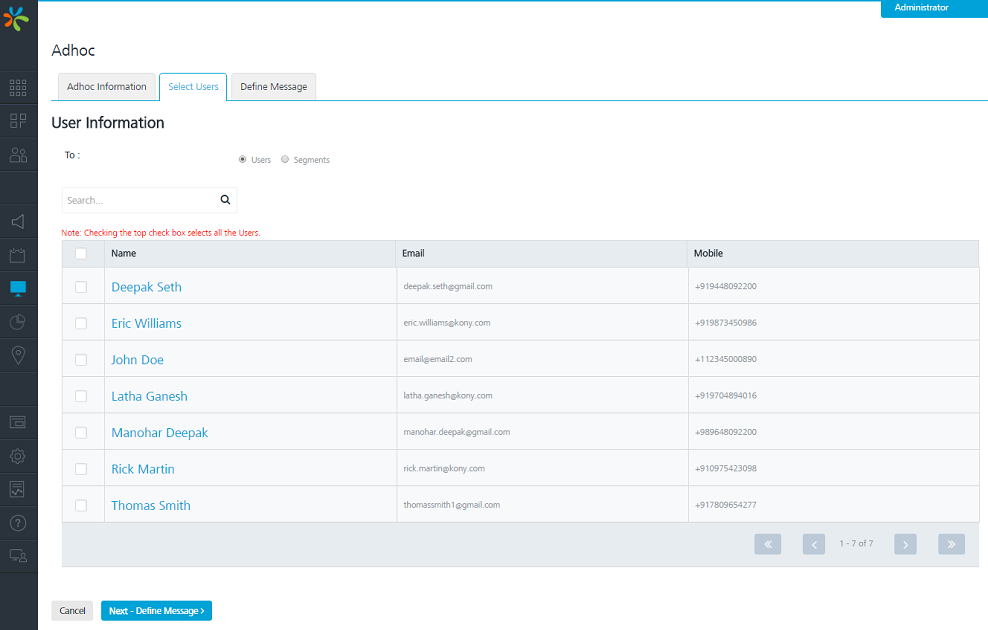 Administrator
Adhoc
Adhoc Information Select Users Define Message
User Information
To : Users Segments
Search...
Note: Checking the top check box selects all the Users.
Name Email Mobile
Deepak Seth deepak.seth@gmail.com +919448092200
Eric Williams eric.williams@kony.com +919873450986
John Doe email@email2.com +112345000890
Latha Ganesh latha.ganesh@kony.com +919704894016
Manohar Deepak manohar.deepak@gmail.com +989648092200
Rick Martin rick.martin@kony.com +910975423098
Thomas Smith thomassmith1@gmail.com +917809654277
« ‹ 1 - 7 of 7 › »
Cancel Next - Define Message ›